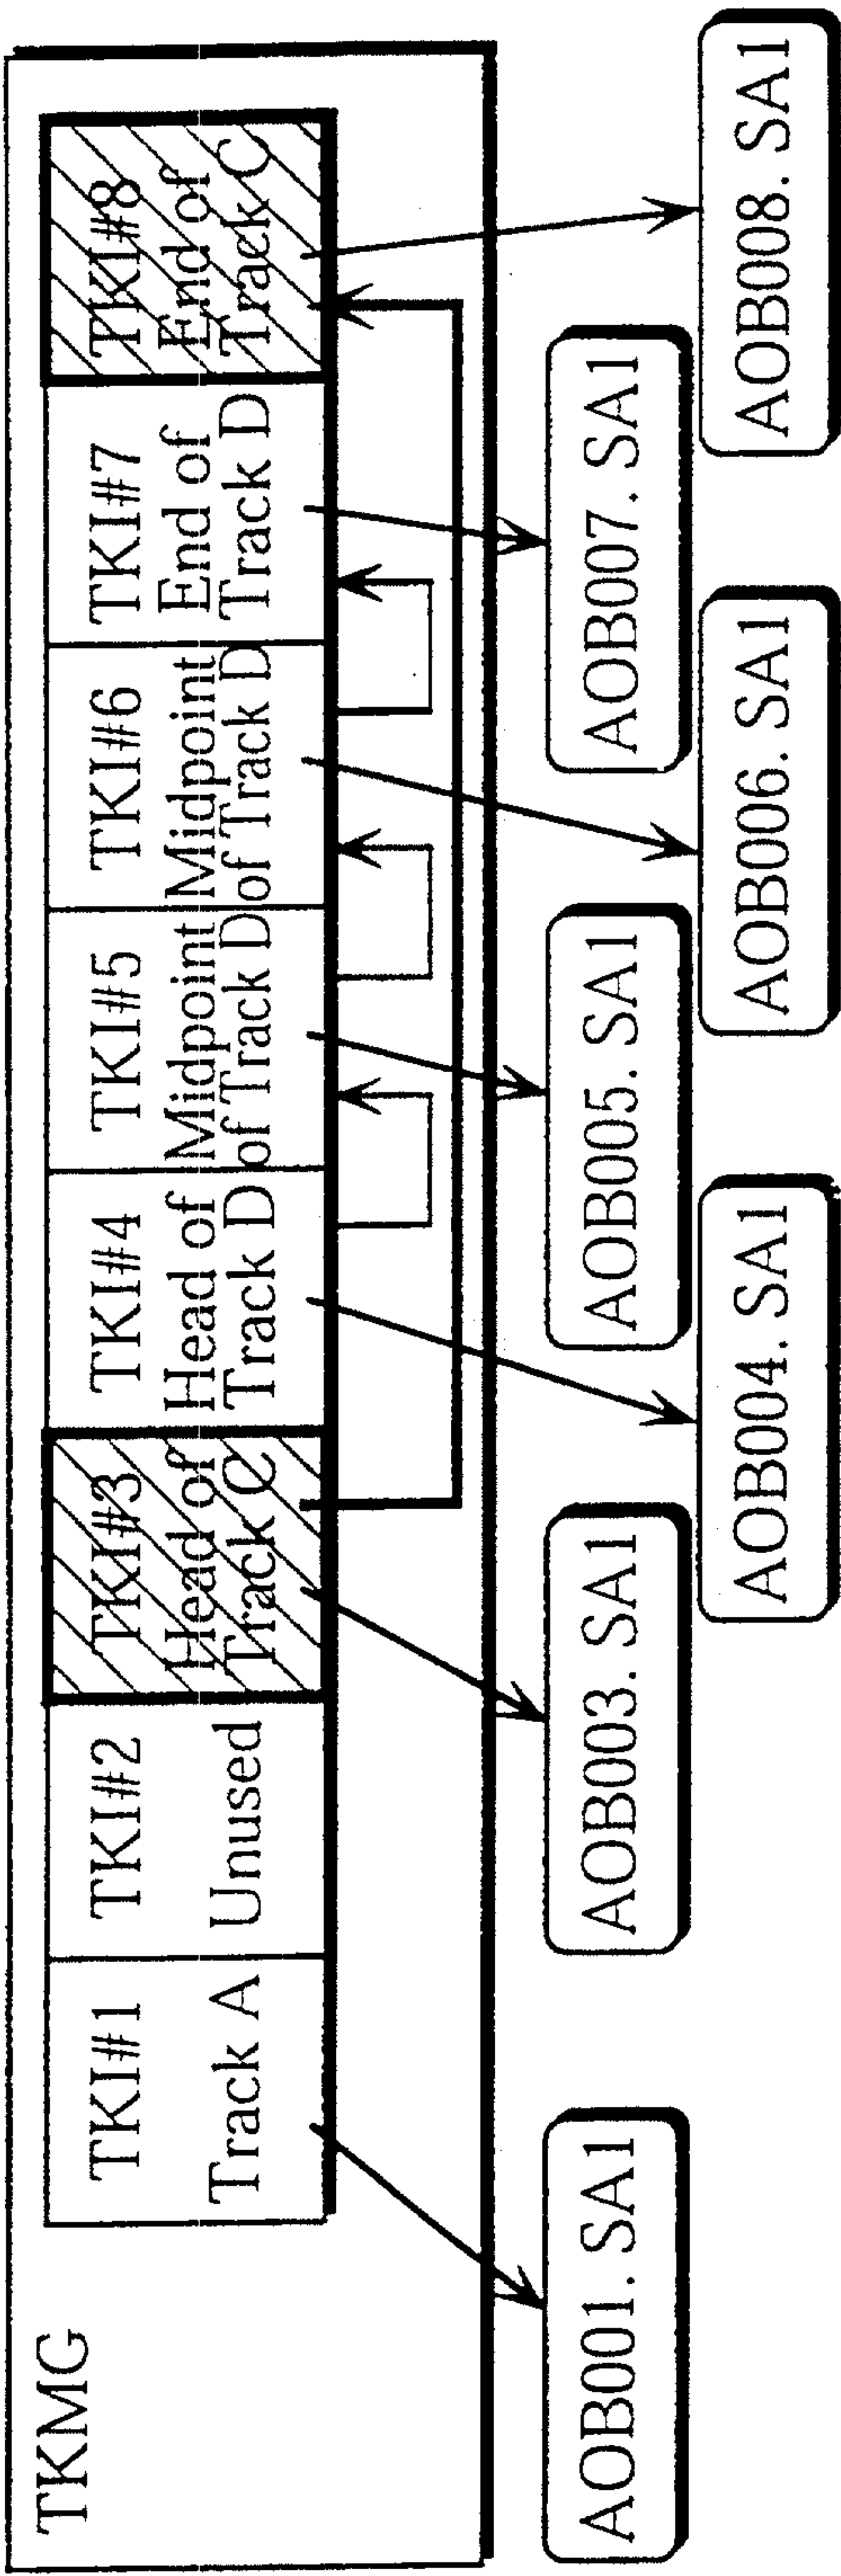 TKMG
TKI#1
Track A
TKI#2
Unused
TKI#3
Head of
Track C
TKI#4
Head of
Track D
TKI#5
Midpoint
of Track D
TKI#6
Midpoint
of Track D
TKI#7
End of
Track D
TKI#8
End of
Track C
AOB001. SA1
AOB003. SA1
AOB004. SA1
AOB005. SA1
AOB006. SA1
AOB007. SA1
AOB008. SA1